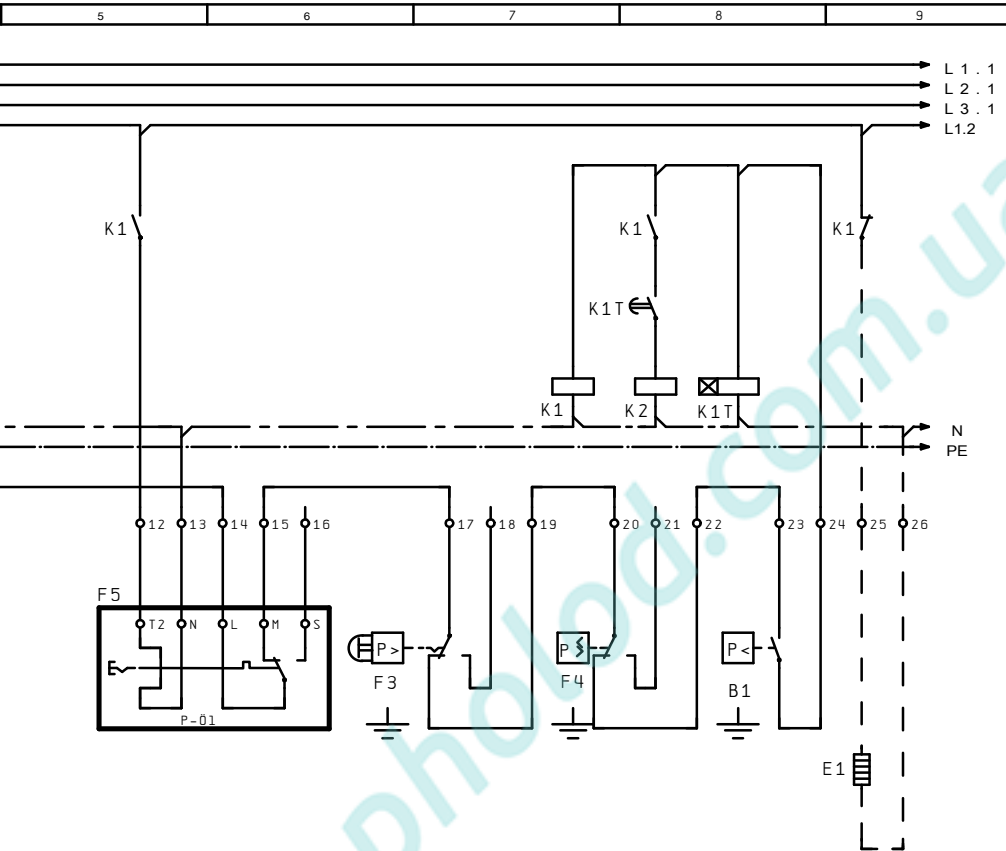 5 6 7 8 9
L1.1
L2.1
L3.1
L1.2
K1 K1 K1
K1T
K1 K2 K1T
N
PE
12 13 14 15 16 17 18 19 20 21 22 23 24 25 26
F5
T2 N L M S
P> P P<
F3 F4 B1
P-Öl
E1
pholod.com.ua